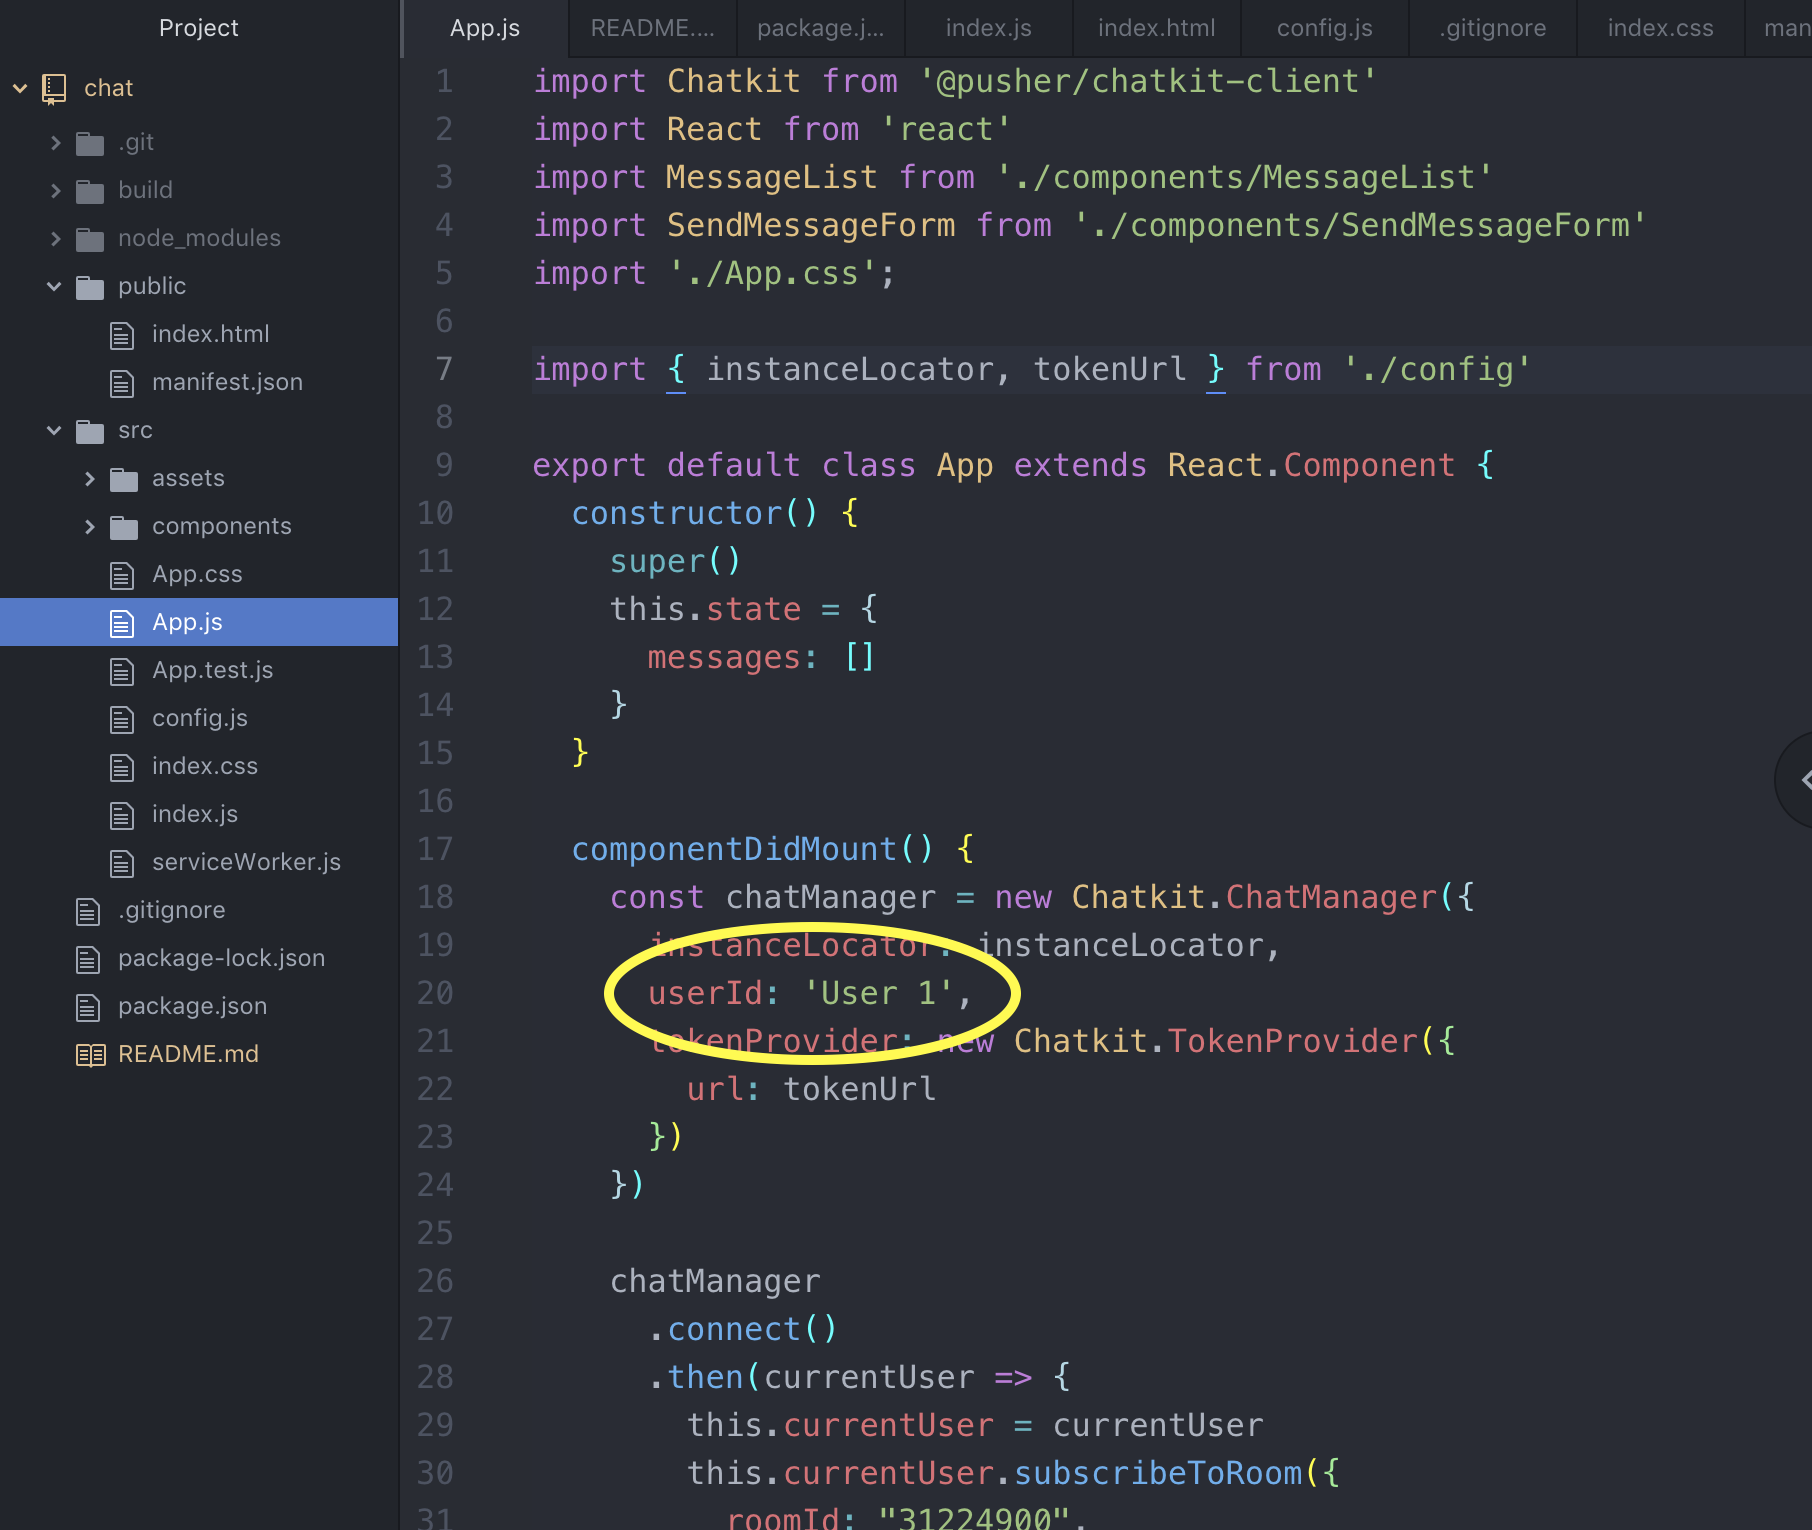 Project
chat
.git
build
node_modules
public
index.html
manifest.json
src
assets
components
App.css
App.js
App.test.js
config.js
index.css
index.js
serviceWorker.js
.gitignore
package-lock.json
package.json
README.md
App.js README.... package.j... index.js index.html config.js .gitignore index.css man
1 import Chatkit from '@pusher/chatkit-client'
2 import React from 'react'
3 import MessageList from './components/MessageList'
4 import SendMessageForm from './components/SendMessageForm'
5 import './App.css';
6
7 import { instanceLocator, tokenUrl } from './config'
8
9 export default class App extends React.Component {
10 constructor() {
11 super()
12 this.state = {
13 messages: []
14 }
15 }
16
17 componentDidMount() {
18 const chatManager = new Chatkit.ChatManager({
19 instanceLocator: instanceLocator,
20 userId: 'User 1',
21 tokenProvider: new Chatkit.TokenProvider({
22 url: tokenUrl
23 })
24 })
25
26 chatManager
27 .connect()
28 .then(currentUser => {
29 this.currentUser = currentUser
30 this.currentUser.subscribeToRoom({
31 roomId: "31224900",